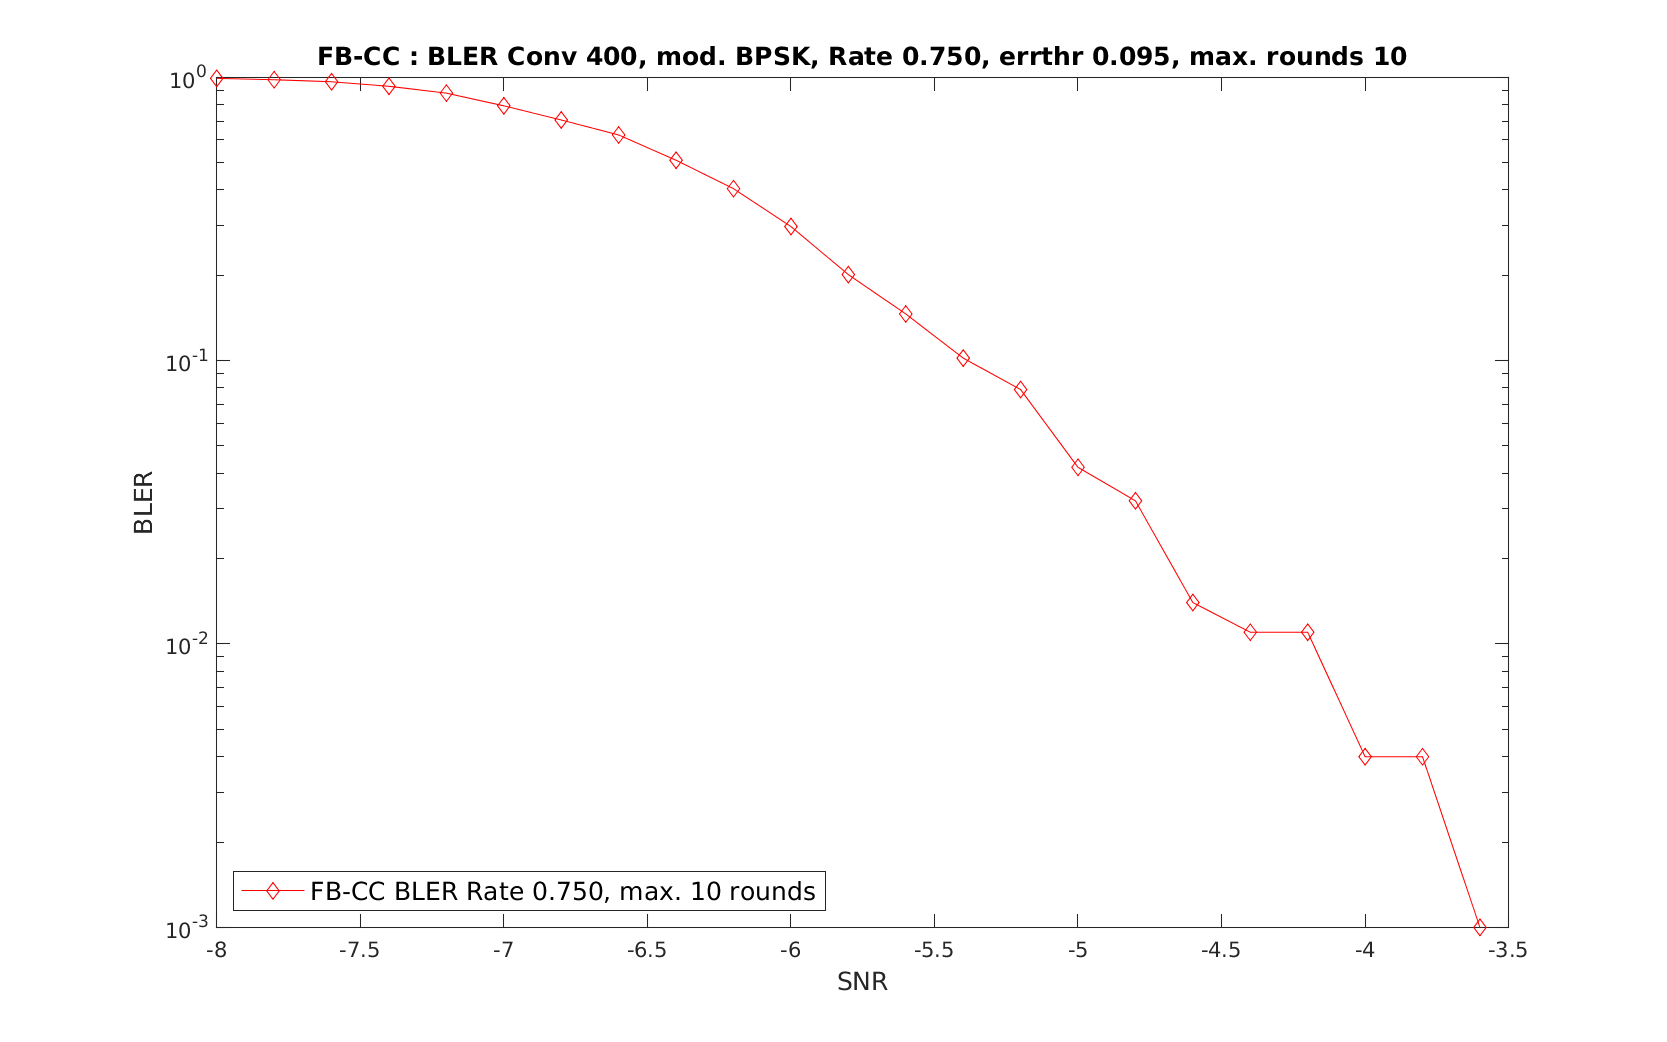 FB-CC : BLER Conv 400, mod. BPSK, Rate 0.750, errthr 0.095, max. rounds 10
10^0
10^-1
10^-2
10^-3
BLER
FB-CC BLER Rate 0.750, max. 10 rounds
-8 -7.5 -7 -6.5 -6 -5.5 -5 -4.5 -4 -3.5
SNR